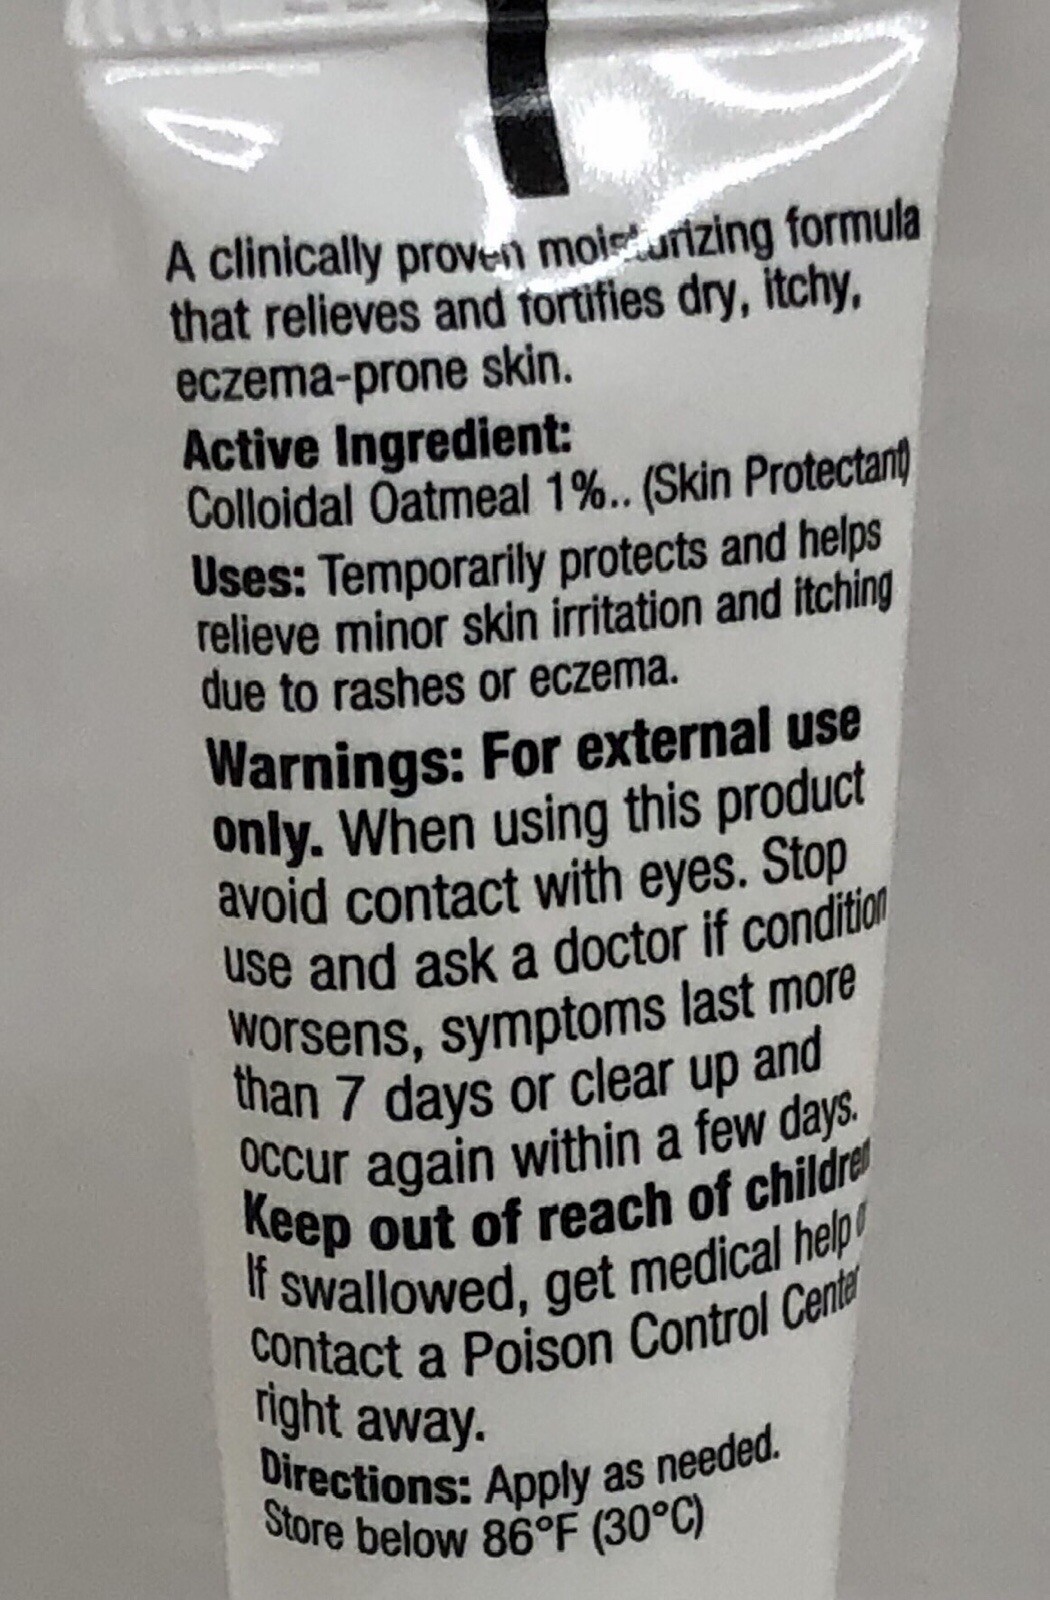 A clinically proven moisturizing formula
that relieves and fortifies dry, itchy,
eczema-prone skin.
Active Ingredient:
Colloidal Oatmeal 1%.. (Skin Protectant)
Uses: Temporarily protects and helps
relieve minor skin irritation and itching
due to rashes or eczema.
Warnings: For external use
only. When using this product
avoid contact with eyes. Stop
use and ask a doctor if condition
worsens, symptoms last more
than 7 days or clear up and
occur again within a few days.
Keep out of reach of children
If swallowed, get medical help
contact a Poison Control Center
right away.
Directions: Apply as needed.
Store below 86°F (30°C)